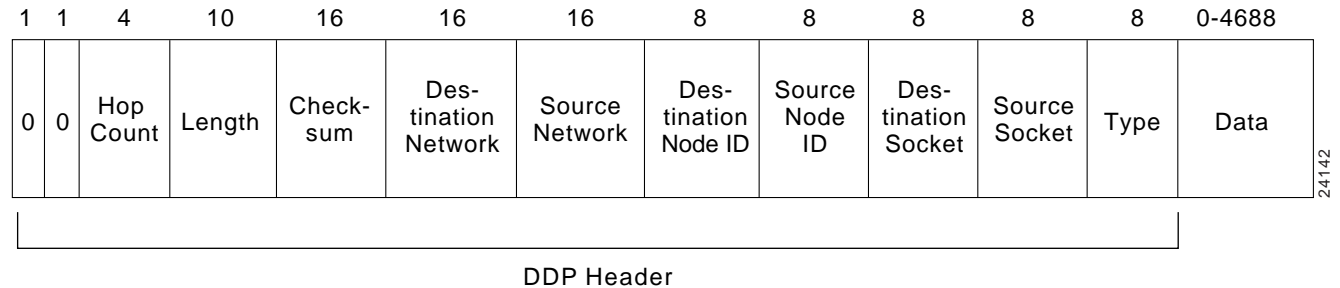 1 1 4 10 16 16 16 8 8 8 8 8 0-4688
0
0
Hop
Count
Length
Check-
sum
Des-
tination
Network
Source
Network
Des-
tination
Node ID
Source
Node
ID
Des-
tination
Socket
Source
Socket
Type
Data
24142
DDP Header